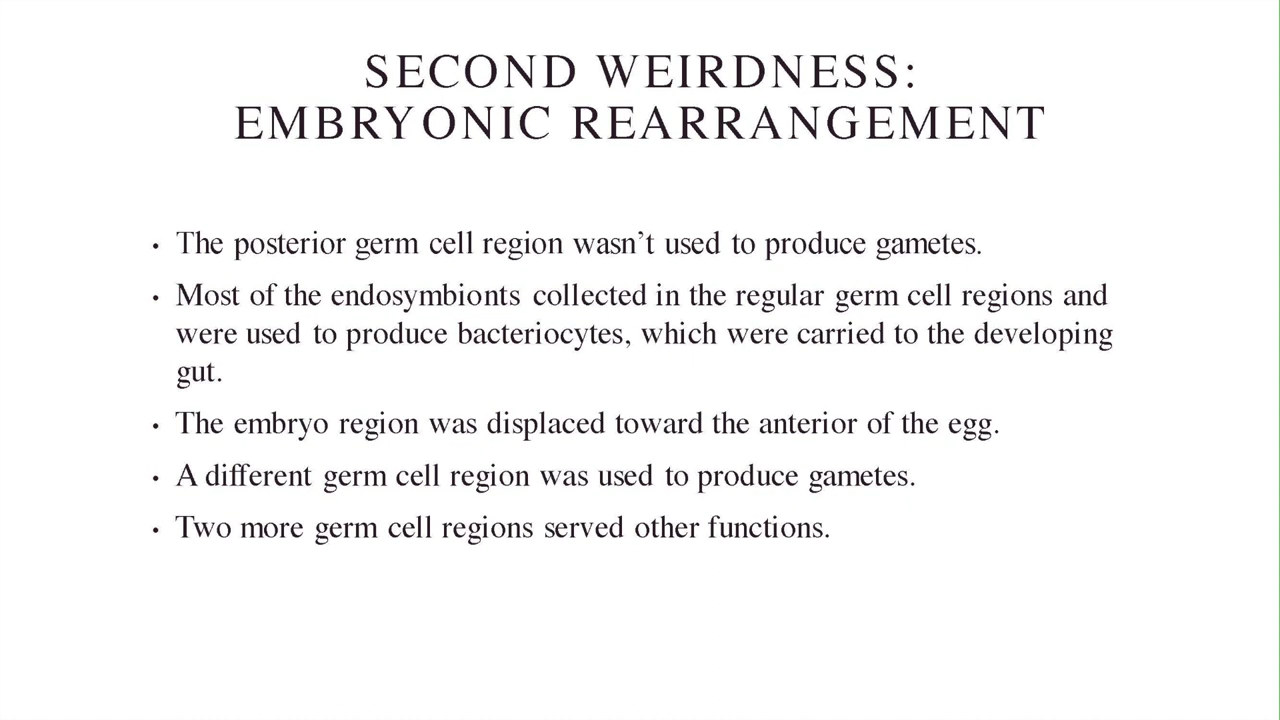 SECOND WEIRDNESS:
EMBRYONIC REARRANGEMENT
• The posterior germ cell region wasn’t used to produce gametes.
• Most of the endosymbionts collected in the regular germ cell regions and
were used to produce bacteriocytes, which were carried to the developing
gut.
• The embryo region was displaced toward the anterior of the egg.
• A different germ cell region was used to produce gametes.
• Two more germ cell regions served other functions.